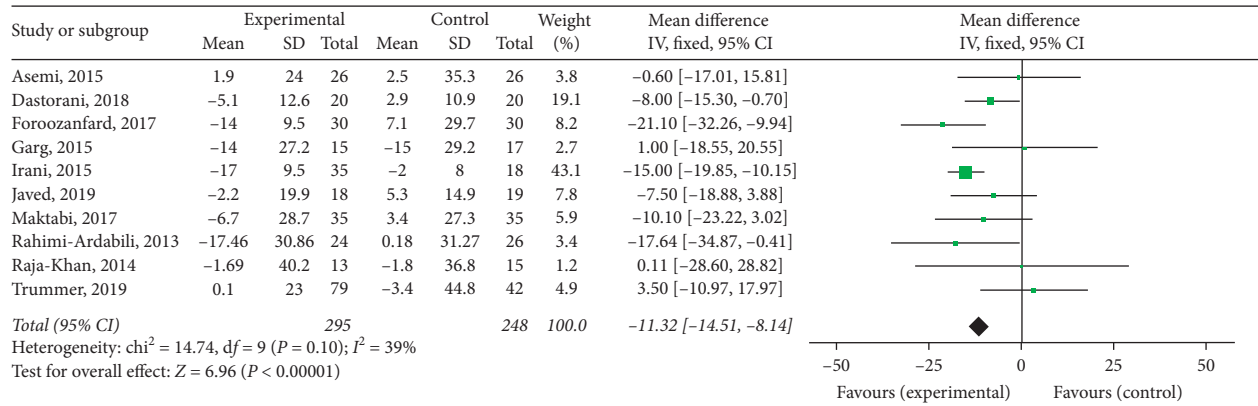 Study or subgroup Experimental Control Weight (%) Mean difference IV, fixed, 95% CI Mean difference IV, fixed, 95% CI
Mean SD Total Mean SD Total
Asemi, 2015 1.9 24 26 2.5 35.3 26 3.8 –0.60 [–17.01, 15.81]
Dastorani, 2018 –5.1 12.6 20 2.9 10.9 20 19.1 –8.00 [–15.30, –0.70]
Foroozanfard, 2017 –14 9.5 30 7.1 29.7 30 8.2 –21.10 [–32.26, –9.94]
Garg, 2015 –14 27.2 15 –15 29.2 17 2.7 1.00 [–18.55, 20.55]
Irani, 2015 –17 9.5 35 –2 8 18 43.1 –15.00 [–19.85, –10.15]
Javed, 2019 –2.2 19.9 18 5.3 14.9 19 7.8 –7.50 [–18.88, 3.88]
Maktabi, 2017 –6.7 28.7 35 3.4 27.3 35 5.9 –10.10 [–23.22, 3.02]
Rahimi-Ardabili, 2013 –17.46 30.86 24 0.18 31.27 26 3.4 –17.64 [–34.87, –0.41]
Raja-Khan, 2014 –1.69 40.2 13 –1.8 36.8 15 1.2 0.11 [–28.60, 28.82]
Trummer, 2019 0.1 23 79 –3.4 44.8 42 4.9 3.50 [–10.97, 17.97]
Total (95% CI) 295 248 100.0 –11.32 [–14.51, –8.14]
Heterogeneity: chi² = 14.74, df = 9 (P = 0.10); I² = 39%
Test for overall effect: Z = 6.96 (P < 0.00001)
–50 –25 0 25 50
Favours (experimental) Favours (control)